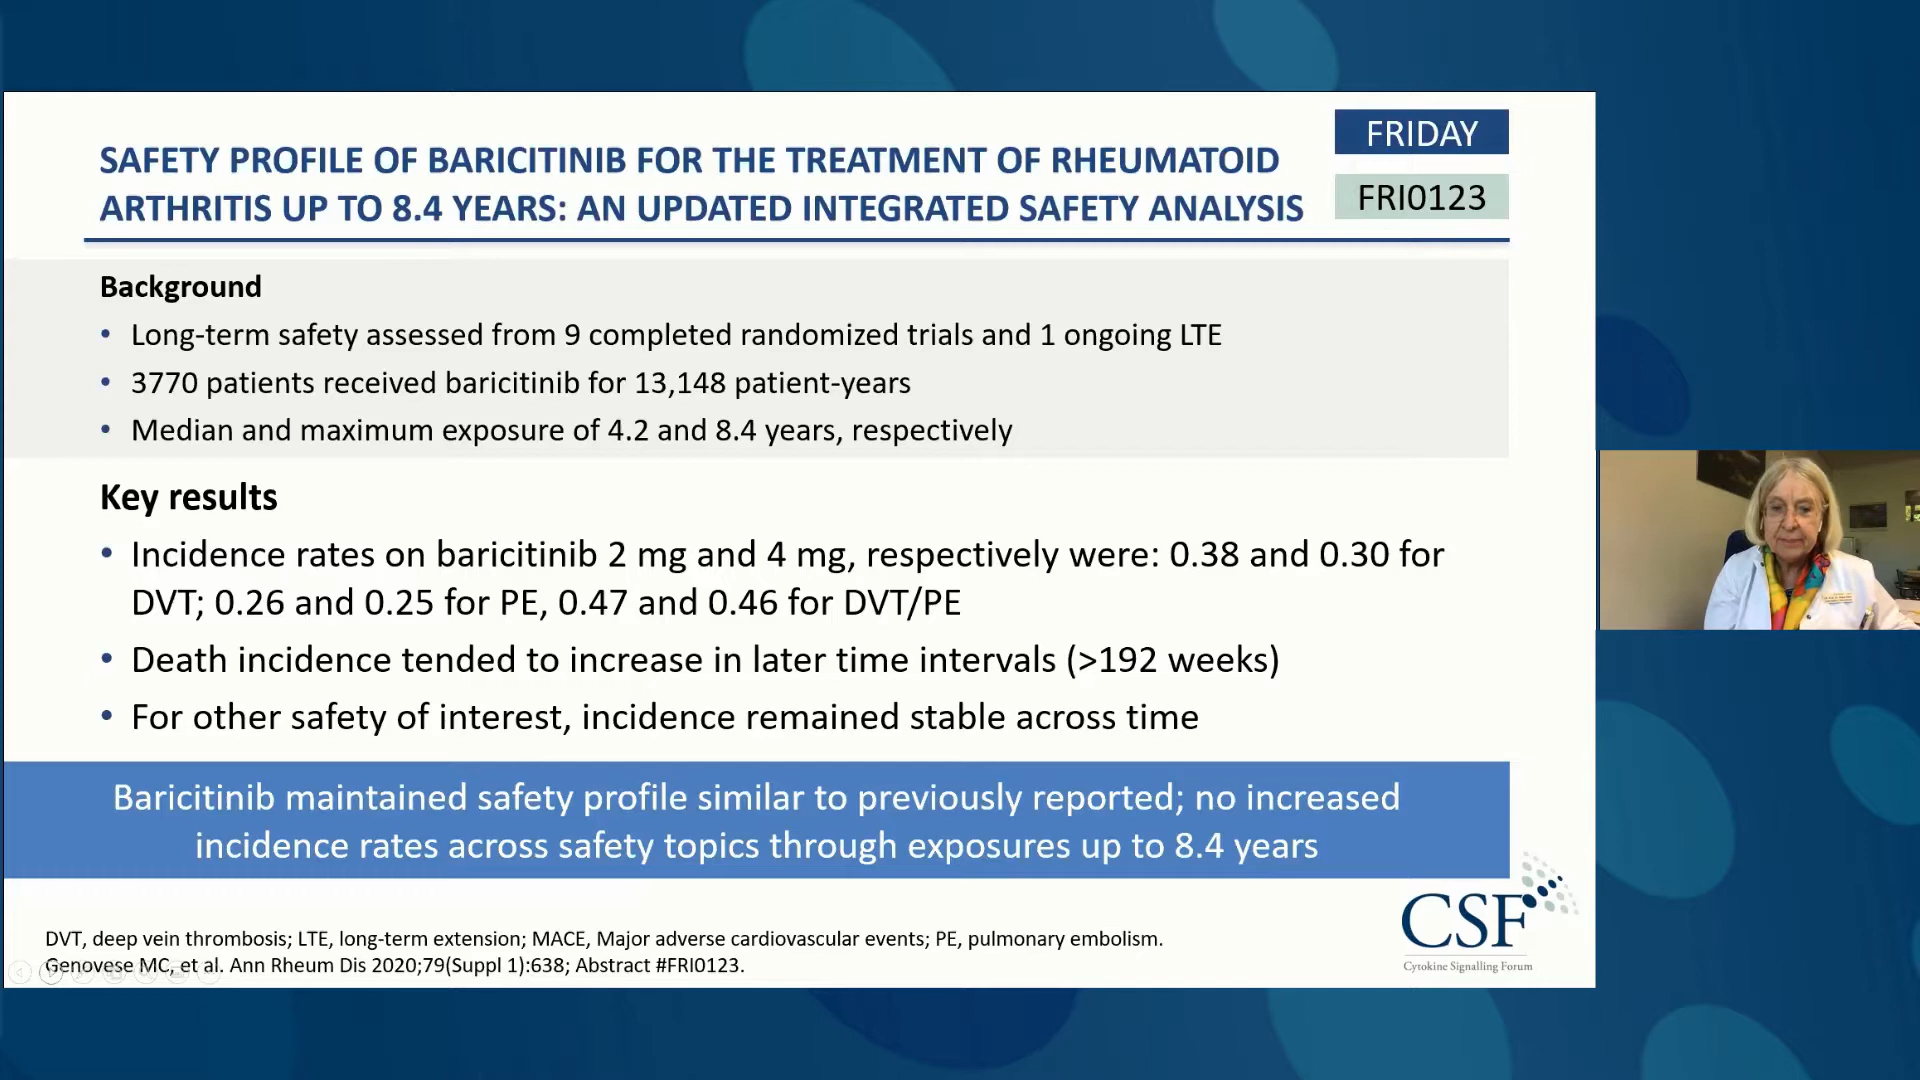 SAFETY PROFILE OF BARICITINIB FOR THE TREATMENT OF RHEUMATOID
ARTHRITIS UP TO 8.4 YEARS: AN UPDATED INTEGRATED SAFETY ANALYSIS
FRIDAY
FRI0123
Background
• Long-term safety assessed from 9 completed randomized trials and 1 ongoing LTE
• 3770 patients received baricitinib for 13,148 patient-years
• Median and maximum exposure of 4.2 and 8.4 years, respectively
Key results
• Incidence rates on baricitinib 2 mg and 4 mg, respectively were: 0.38 and 0.30 for
DVT; 0.26 and 0.25 for PE, 0.47 and 0.46 for DVT/PE
• Death incidence tended to increase in later time intervals (>192 weeks)
• For other safety of interest, incidence remained stable across time
Baricitinib maintained safety profile similar to previously reported; no increased
incidence rates across safety topics through exposures up to 8.4 years
DVT, deep vein thrombosis; LTE, long-term extension; MACE, Major adverse cardiovascular events; PE, pulmonary embolism.
Genovese MC, et al. Ann Rheum Dis 2020;79(Suppl 1):638; Abstract #FRI0123.
CSF
Cytokine Signalling Forum